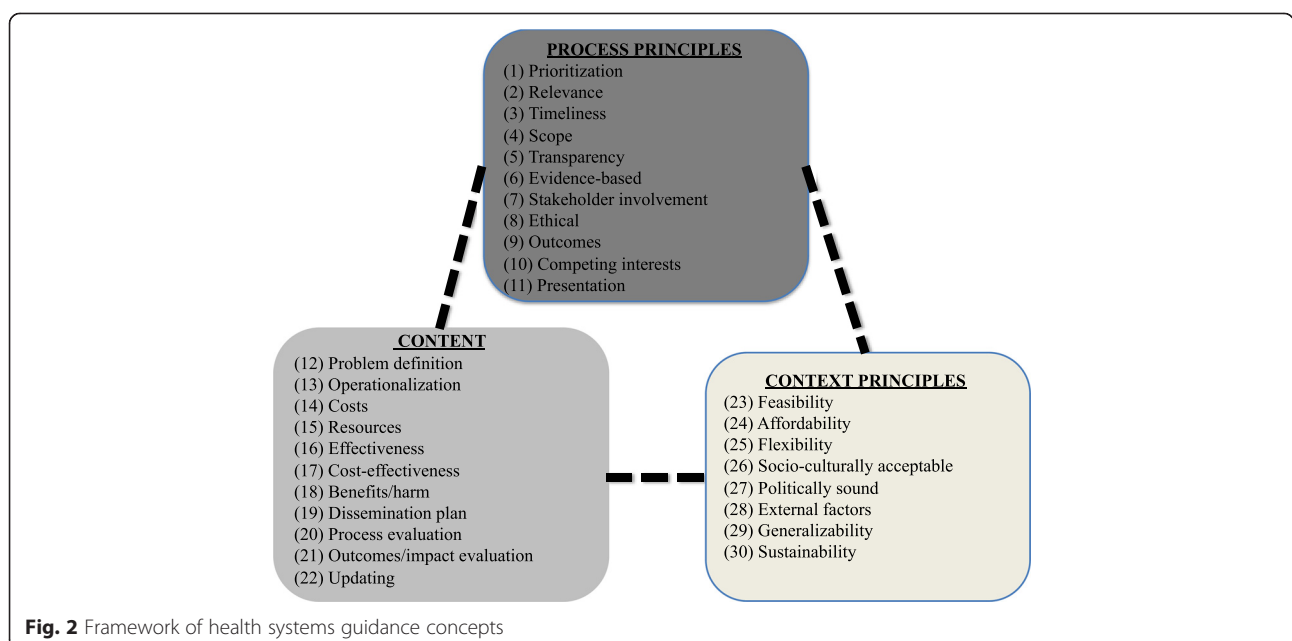 PROCESS PRINCIPLES
(1) Prioritization
(2) Relevance
(3) Timeliness
(4) Scope
(5) Transparency
(6) Evidence-based
(7) Stakeholder involvement
(8) Ethical
(9) Outcomes
(10) Competing interests
(11) Presentation
CONTENT
(12) Problem definition
(13) Operationalization
(14) Costs
(15) Resources
(16) Effectiveness
(17) Cost-effectiveness
(18) Benefits/harm
(19) Dissemination plan
(20) Process evaluation
(21) Outcomes/impact evaluation
(22) Updating
CONTEXT PRINCIPLES
(23) Feasibility
(24) Affordability
(25) Flexibility
(26) Socio-culturally acceptable
(27) Politically sound
(28) External factors
(29) Generalizability
(30) Sustainability
Fig. 2 Framework of health systems guidance concepts